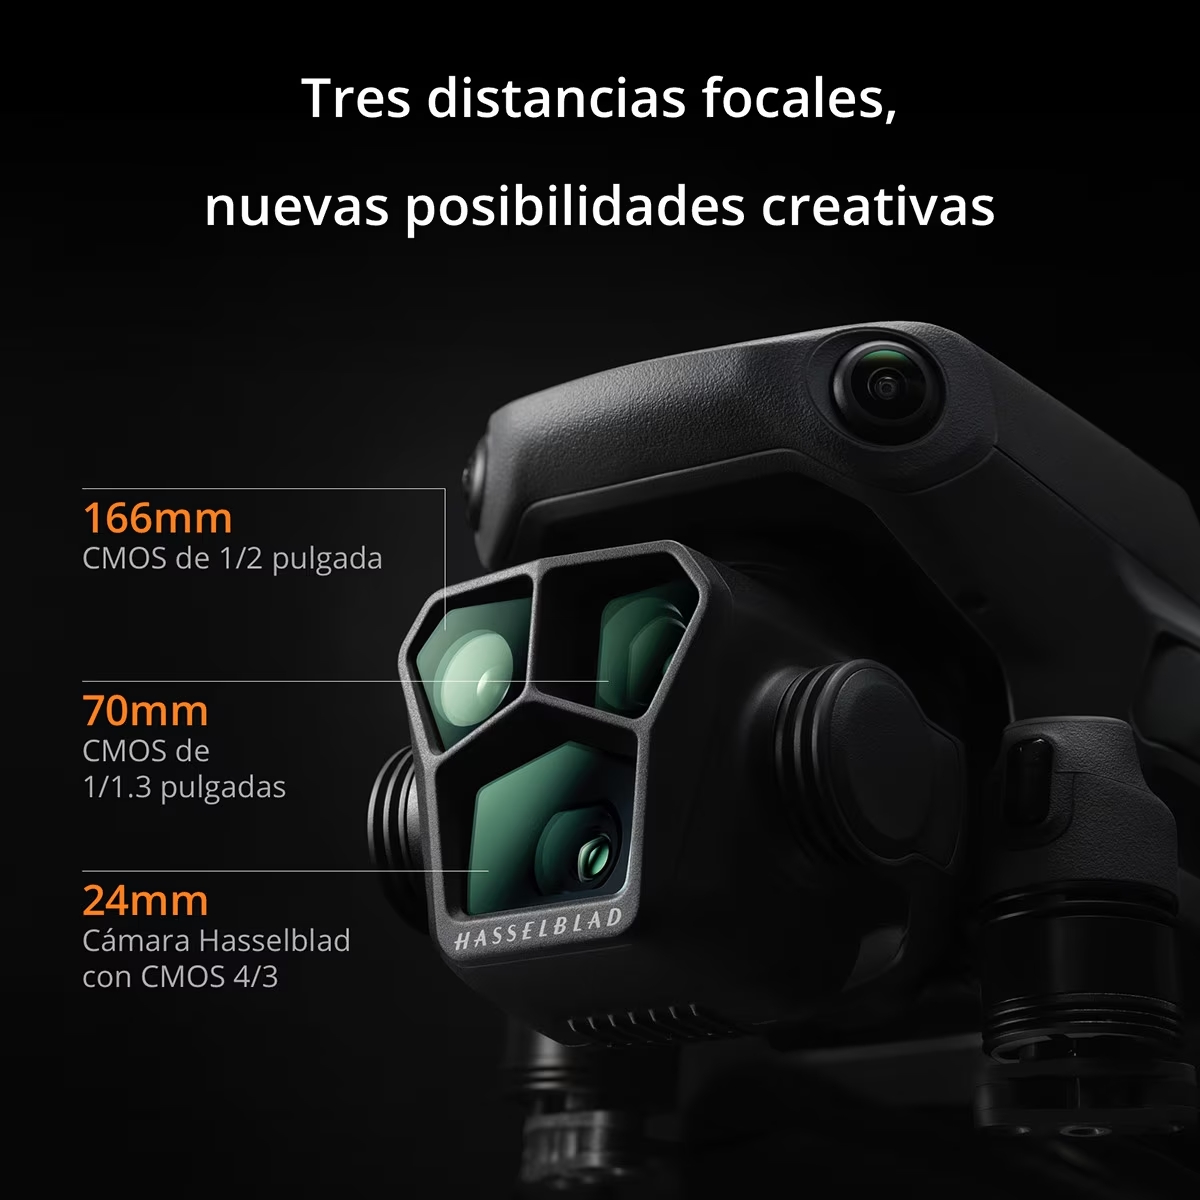 Tres distancias focales,
nuevas posibilidades creativas
166mm
CMOS de 1/2 pulgada
70mm
CMOS de
1/1.3 pulgadas
24mm
Cámara Hasselblad
con CMOS 4/3
HASSELBLAD